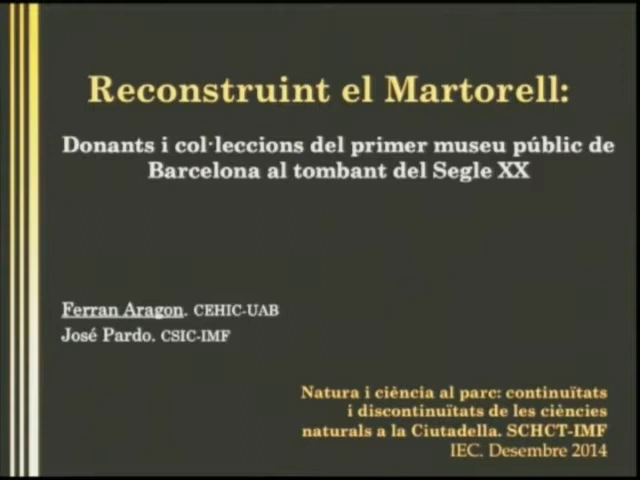 Reconstruint el Martorell:
Donants i col·leccions del primer museu públic de
Barcelona al tombant del Segle XX
Ferran Aragon. CEHIC-UAB
José Pardo. CSIC-IMF
Natura i ciència al parc: continuïtats
i discontinuïtats de les ciències
naturals a la Ciutadella. SCHCT-IMF
IEC. Desembre 2014